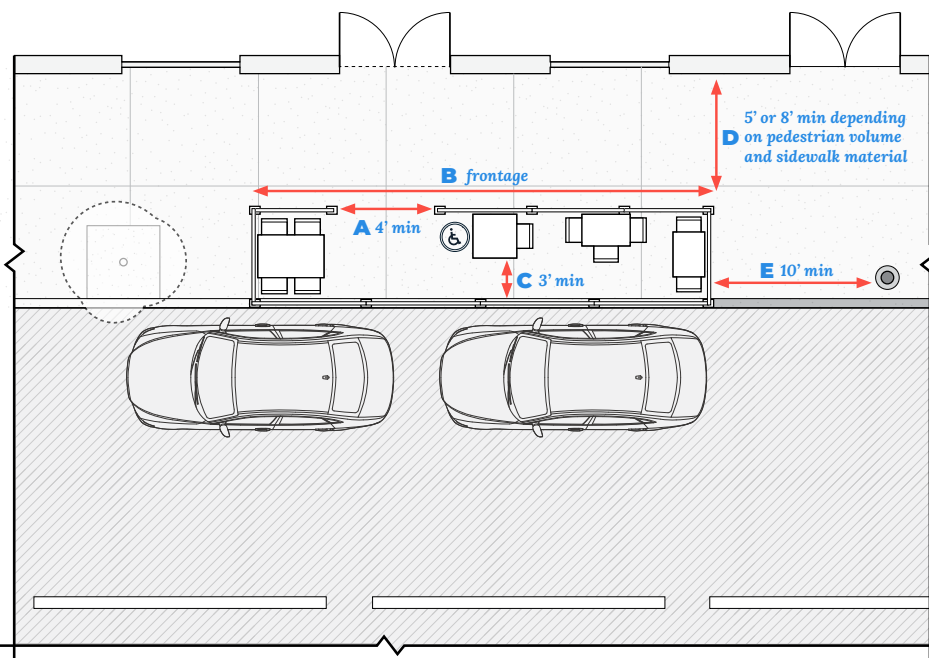 5’ or 8’ min depending
D on pedestrian volume
and sidewalk material
B frontage
A 4’ min
C 3’ min
E 10’ min